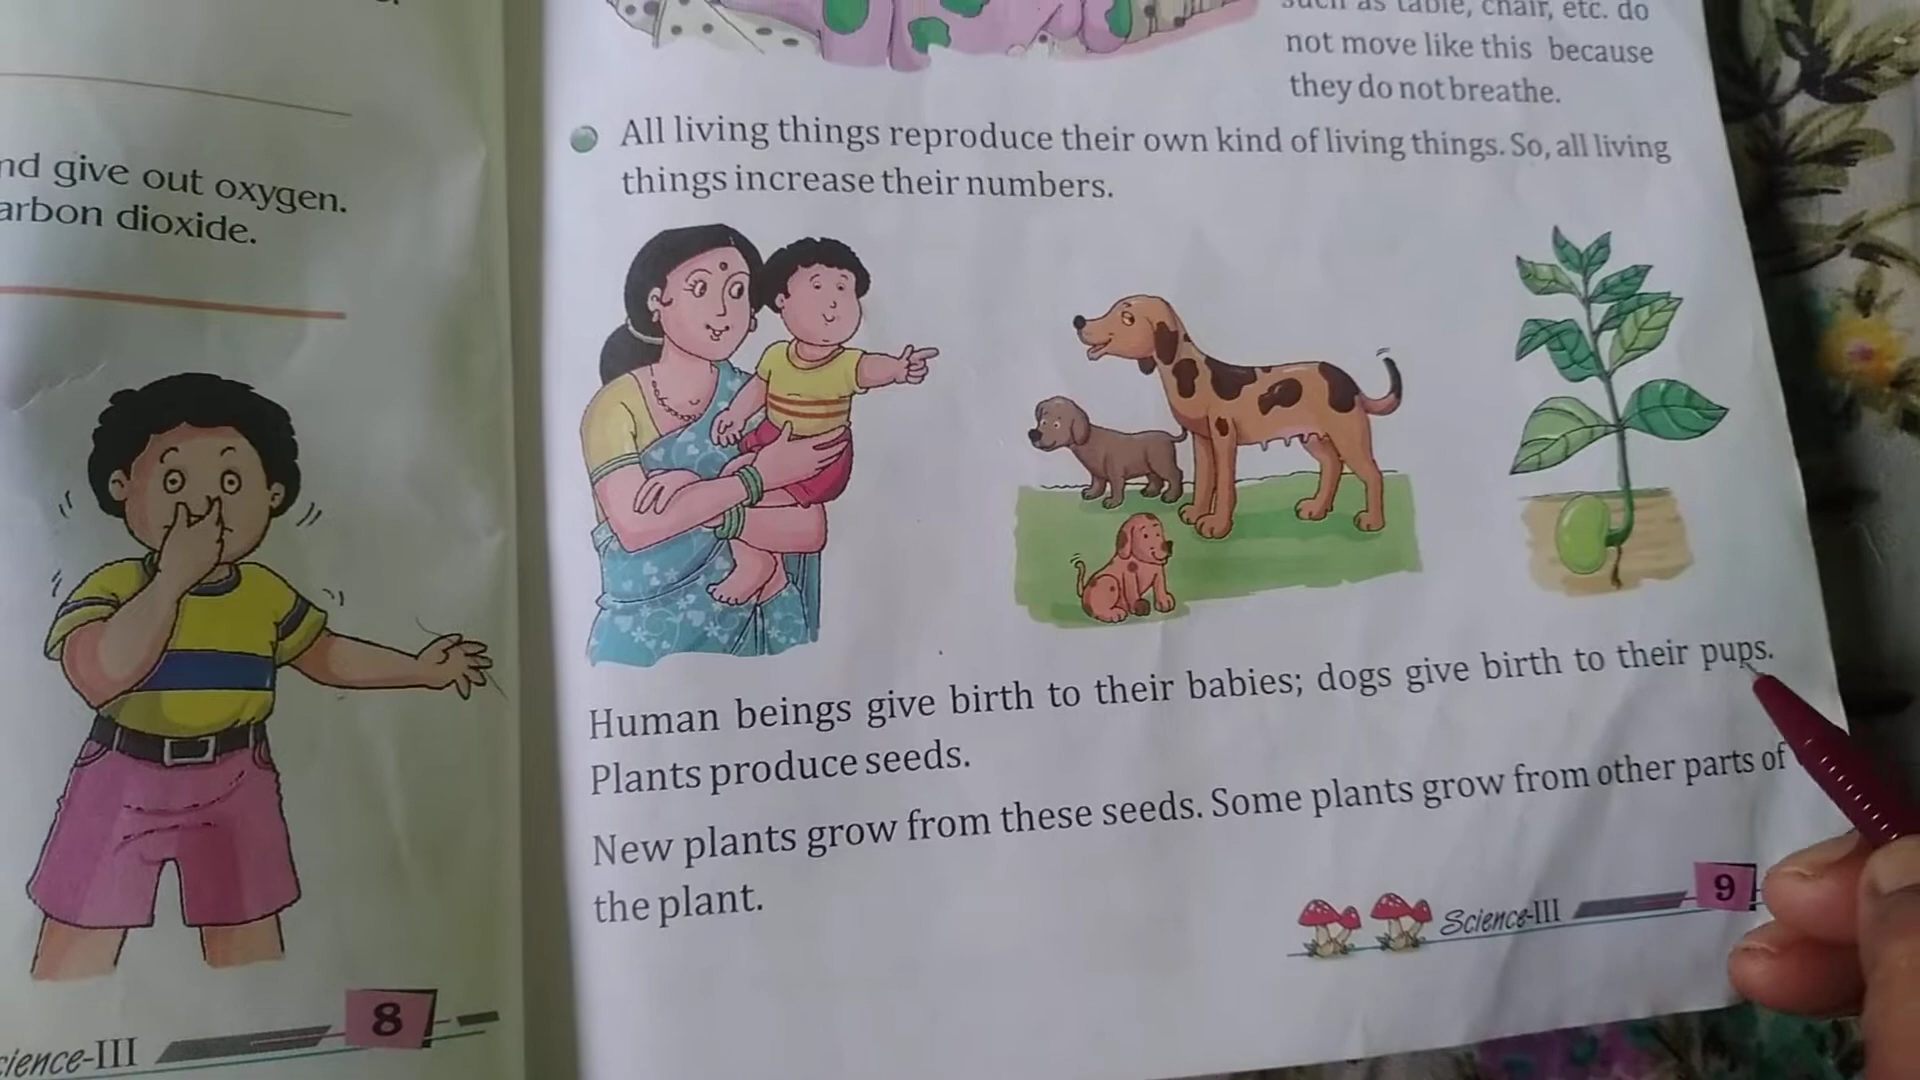 nd give out oxygen.
arbon dioxide.
8
cience-III
such as table, chair, etc. do
not move like this because
they do not breathe.
All living things reproduce their own kind of living things. So, all living
things increase their numbers.
Human beings give birth to their babies; dogs give birth to their pups.
Plants produce seeds.
New plants grow from these seeds. Some plants grow from other parts of
the plant.
Science-III
9